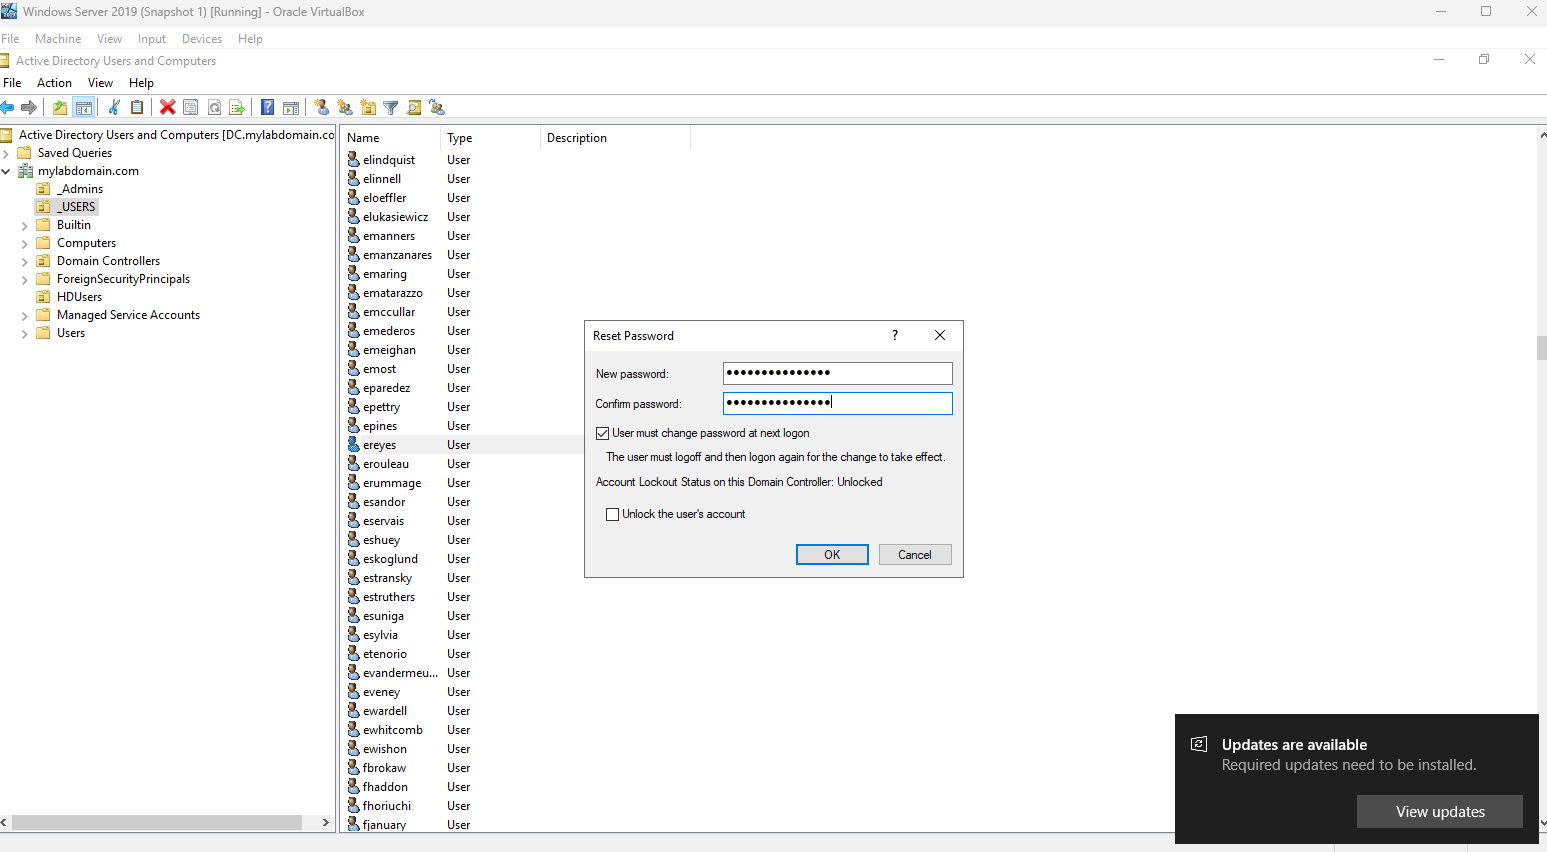 Windows Server 2019 (Snapshot 1) [Running] - Oracle VirtualBox
File Machine View Input Devices Help
Active Directory Users and Computers
File Action View Help
Active Directory Users and Computers [DC.mylabdomain.co
Saved Queries
mylabdomain.com
_Admins
_USERS
Builtin
Computers
Domain Controllers
ForeignSecurityPrincipals
HDUsers
Managed Service Accounts
Users
Name Type Description
elindquist User
elinnell User
eloeffler User
elukasiewicz User
emanners User
emanzanares User
emaring User
ematarazzo User
emccullar User
emederos User
emeighan User
emost User
eparedez User
epettry User
epines User
ereyes User
erouleau User
erummage User
esandor User
eservais User
eshuey User
eskoglund User
estransky User
estruthers User
esuniga User
esylvia User
etenorio User
evandermeu... User
eveney User
ewardell User
ewhitcomb User
ewishon User
fbrokaw User
fhaddon User
fhoriuchi User
fjanuary User
Reset Password ?
New password: •••••••••••••••
Confirm password: •••••••••••••••
User must change password at next logon
The user must logoff and then logon again for the change to take effect.
Account Lockout Status on this Domain Controller: Unlocked
Unlock the user's account
OK Cancel
Updates are available
Required updates need to be installed.
View updates